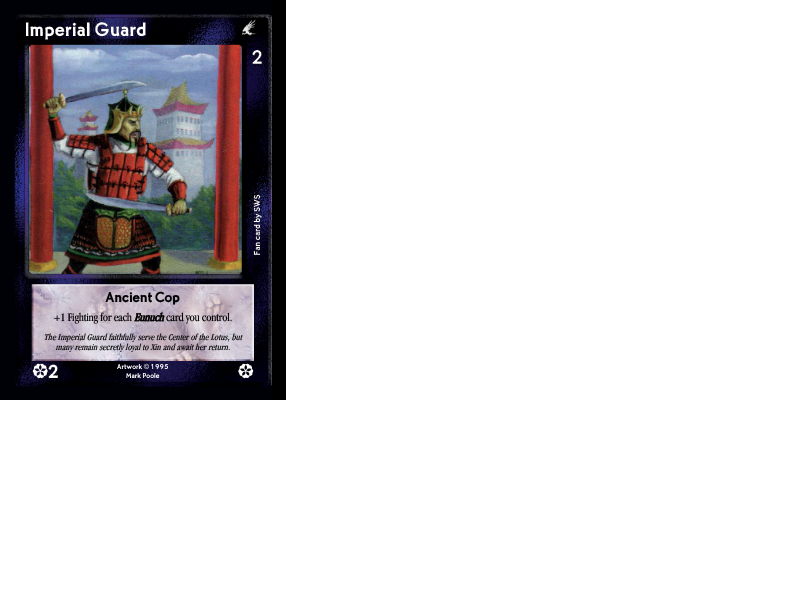 Imperial Guard
2
Fan card by SWS
Ancient Cop
+1 Fighting for each Eunuch card you control.
The Imperial Guard faithfully serve the Center of the Lotus, but
many remain secretly loyal to Xin and await her return.
2
Artwork © 1995
Mark Poole